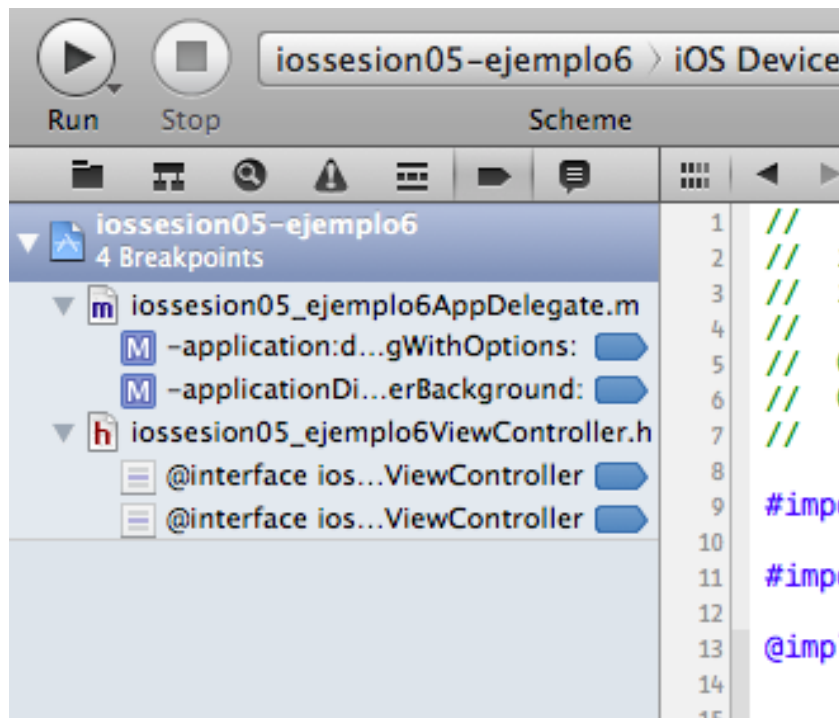 iossesion05-ejemplo6 › iOS Device
Run Stop Scheme
iossesion05-ejemplo6
4 Breakpoints
m iossesion05_ejemplo6AppDelegate.m
M -application:d...gWithOptions:
M -applicationDi...erBackground:
h iossesion05_ejemplo6ViewController.h
@interface ios...ViewController
@interface ios...ViewController
1 //
2 //
3 //
4 //
5 //
6 //
7 //
8
9 #imp
10
11 #imp
12
13 @imp
14